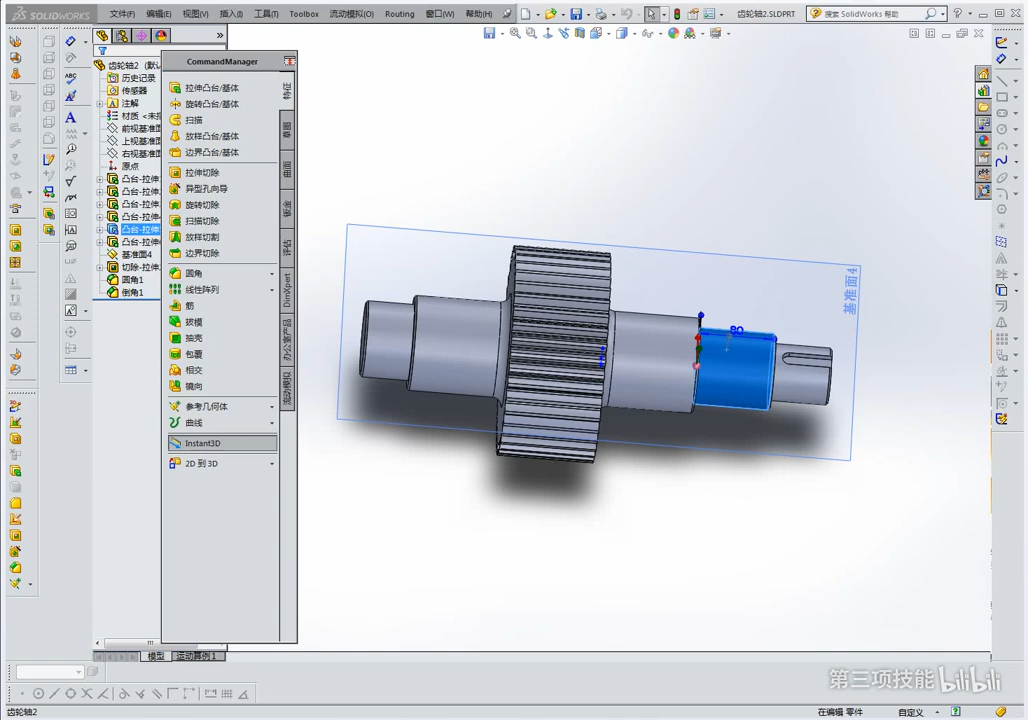 SOLIDWORKS 文件(F) 编辑(E) 视图(V) 插入(I) 工具(T) Toolbox 流动模拟(O) Routing 窗口(W) 帮助(H) 齿轮轴2.SLDPRT 搜索 SolidWorks 帮助
齿轮轴2
历史记录
传感器
注解
材质
前视基准面
上视基准面
右视基准面
原点
凸台-拉伸
凸台-拉伸
凸台-拉伸
凸台-拉伸
凸台-拉伸
凸台-拉伸
基准面4
切除-拉伸
圆角1
倒角1
CommandManager
拉伸凸台/基体
旋转凸台/基体
扫描
放样凸台/基体
边界凸台/基体
拉伸切除
异型孔向导
旋转切除
扫描切除
放样切割
边界切除
圆角
线性阵列
筋
拔模
抽壳
包覆
相交
镜向
参考几何体
曲线
Instant3D
2D 到 3D
特征
草图
曲面
钣金
评估
DimXpert
办公室产品
流动模拟
基准面4
模型 运动算例1
第三项技能 bilibili
齿轮轴2 在编辑 零件 自定义